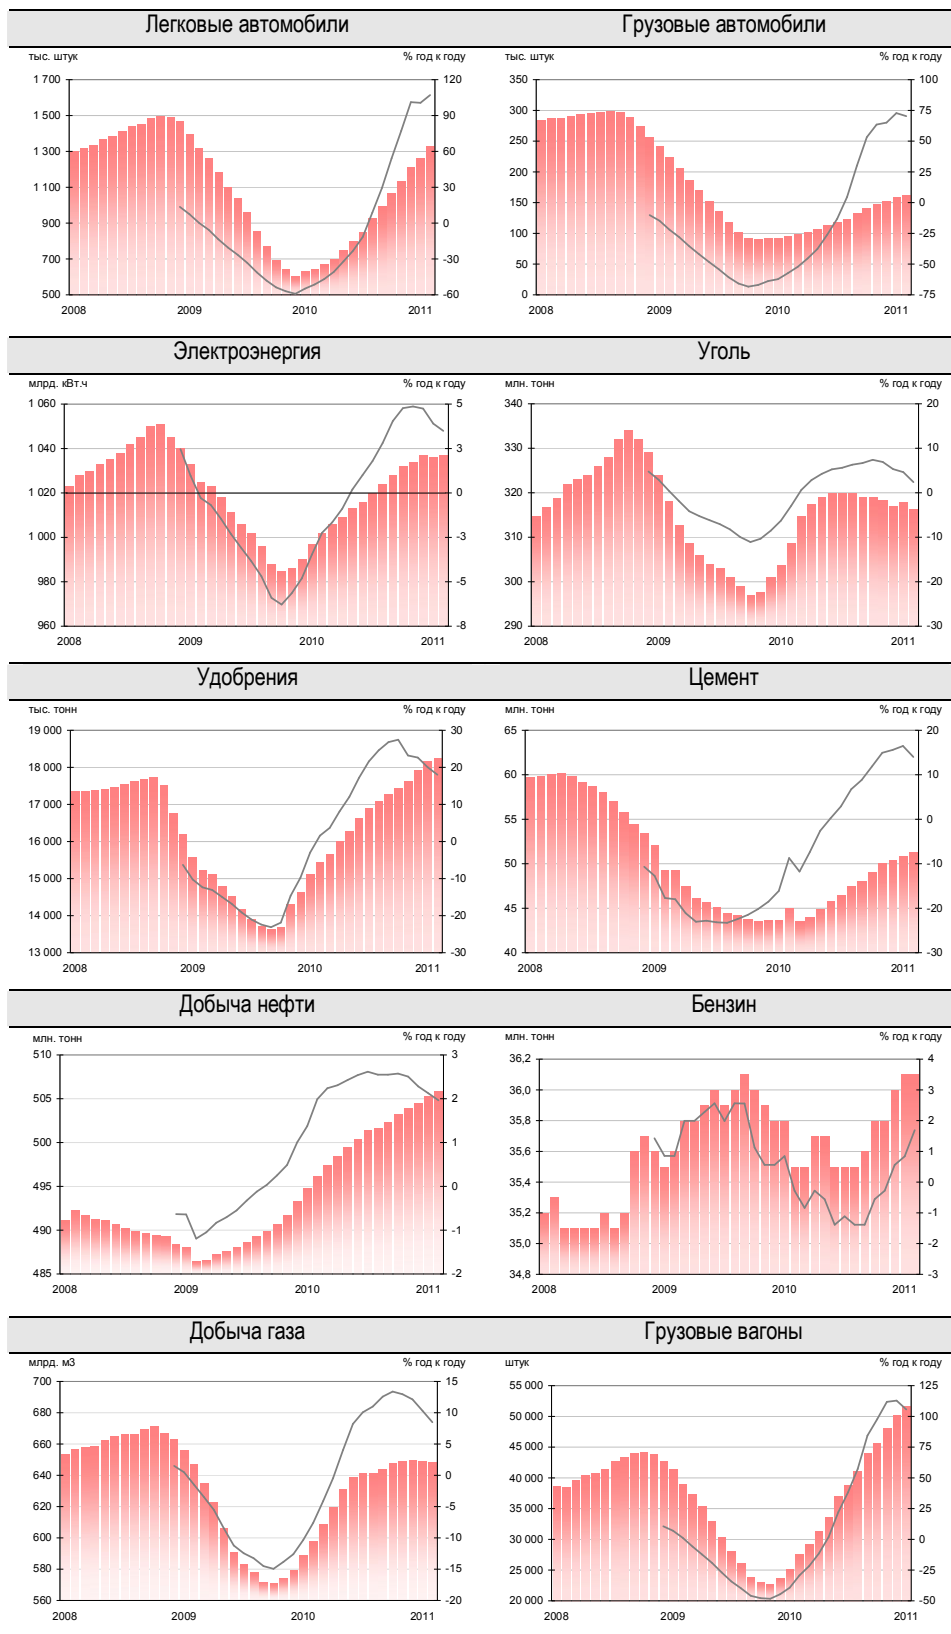 Легковые автомобили
тыс. штук % год к году
1 700 120
1 500 90
1 300 60
1 100 30
900 0
700 -30
500 -60
2008 2009 2010 2011
Грузовые автомобили
тыс. штук % год к году
350 100
300 75
250 50
200 25
150 0
100 -25
50 -50
0 -75
2008 2009 2010 2011
Электроэнергия
млрд. кВт.ч % год к году
1 060 5
1 040 3
1 020 0
1 000 -3
980 -5
960 -8
2008 2009 2010 2011
Уголь
млн. тонн % год к году
340 20
330 10
320 0
310 -10
300 -20
290 -30
2008 2009 2010 2011
Удобрения
тыс. тонн % год к году
19 000 30
18 000 20
17 000 10
16 000 0
15 000 -10
14 000 -20
13 000 -30
2008 2009 2010 2011
Цемент
млн. тонн % год к году
65 20
60 10
55 0
50 -10
45 -20
40 -30
2008 2009 2010 2011
Добыча нефти
млн. тонн % год к году
510 3
505 2
500 1
495 0
490 -1
485 -2
2008 2009 2010 2011
Бензин
млн. тонн % год к году
36,2 4
36,0 3
35,8 2
35,6 1
35,4 0
35,2 -1
35,0 -2
34,8 -3
2008 2009 2010 2011
Добыча газа
млрд. м3 % год к году
700 15
680 10
660 5
640 0
620 -5
600 -10
580 -15
560 -20
2008 2009 2010 2011
Грузовые вагоны
штук % год к году
55 000 125
50 000 100
45 000 75
40 000 50
35 000 25
30 000 0
25 000 -25
20 000 -50
2008 2009 2010 2011